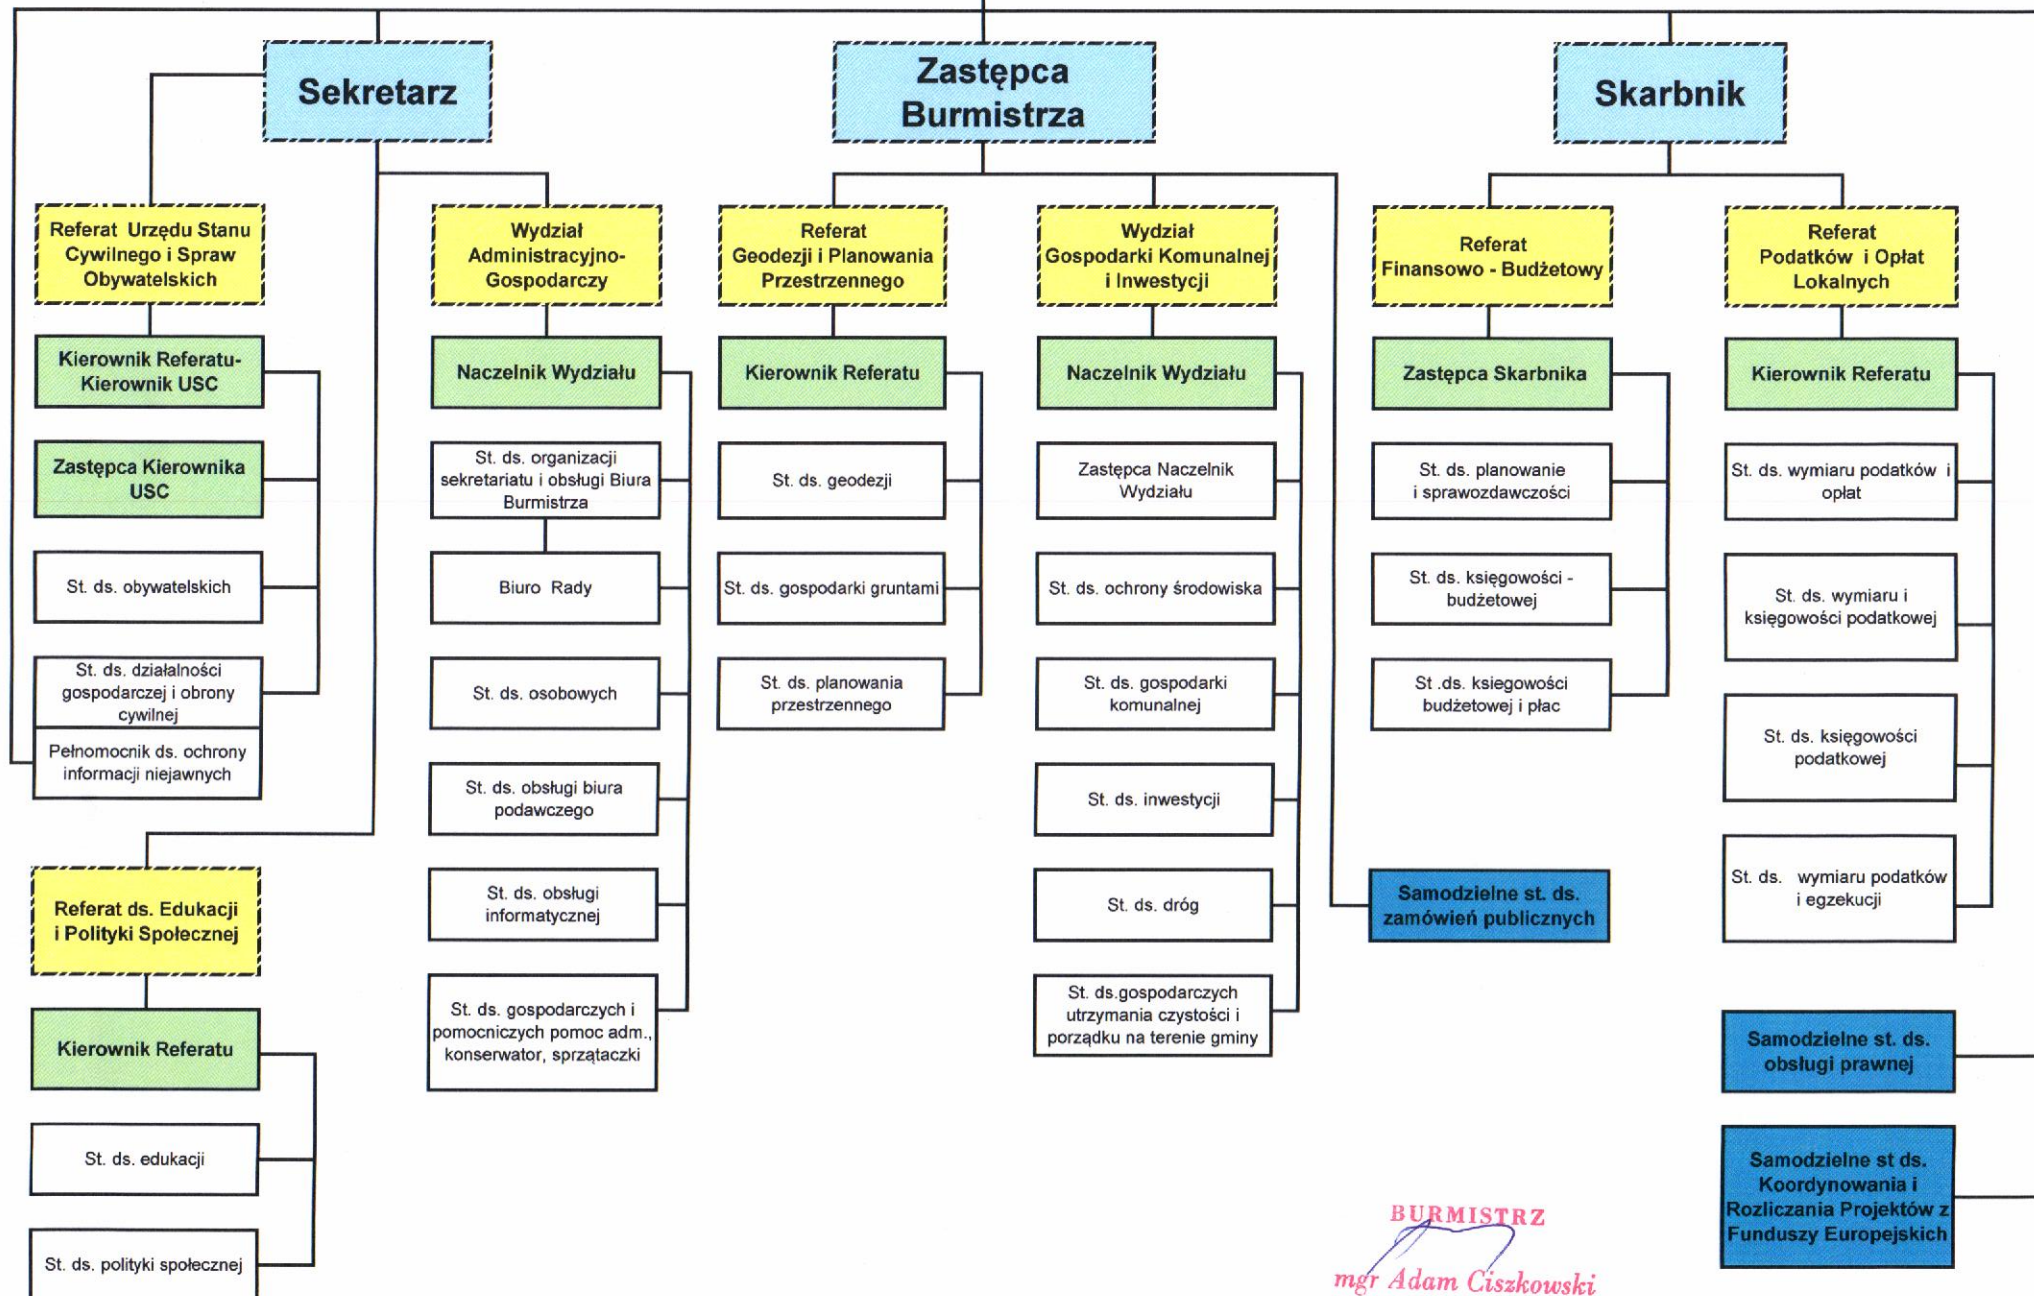 Sekretarz
Zastępca
Burmistrza
Skarbnik
Referat Urzędu Stanu
Cywilnego i Spraw
Obywatelskich
Kierownik Referatu-
Kierownik USC
Zastępca Kierownika
USC
St. ds. obywatelskich
St. ds. działalności
gospodarczej i obrony
cywilnej
Pełnomocnik ds. ochrony
informacji niejawnych
Referat ds. Edukacji
i Polityki Społecznej
Kierownik Referatu
St. ds. edukacji
St. ds. polityki społecznej
Wydział
Administracyjno-
Gospodarczy
Naczelnik Wydziału
St. ds. organizacji
sekretariatu i obsługi Biura
Burmistrza
Biuro Rady
St. ds. osobowych
St. ds. obsługi biura
podawczego
St. ds. obsługi
informatycznej
St. ds. gospodarczych i
pomocniczych pomoc adm.,
konserwator, sprzątaczki
Referat
Geodezji i Planowania
Przestrzennego
Kierownik Referatu
St. ds. geodezji
St. ds. gospodarki gruntami
St. ds. planowania
przestrzennego
Wydział
Gospodarki Komunalnej
i Inwestycji
Naczelnik Wydziału
Zastępca Naczelnik
Wydziału
St. ds. ochrony środowiska
St. ds. gospodarki
komunalnej
St. ds. inwestycji
St. ds. dróg
St. ds.gospodarczych
utrzymania czystości i
porządku na terenie gminy
Referat
Finansowo - Budżetowy
Zastępca Skarbnika
St. ds. planowanie
i sprawozdawczości
St. ds. księgowości -
budżetowej
St .ds. ksiegowości
budżetowej i płac
Samodzielne st. ds.
zamówień publicznych
Referat
Podatków i Opłat
Lokalnych
Kierownik Referatu
St. ds. wymiaru podatków i
opłat
St. ds. wymiaru i
księgowości podatkowej
St. ds. księgowości
podatkowej
St. ds. wymiaru podatków
i egzekucji
Samodzielne st. ds.
obsługi prawnej
Samodzielne st ds.
Koordynowania i
Rozliczania Projektów z
Funduszy Europejskich
BURMISTRZ
mgr Adam Ciszkowski